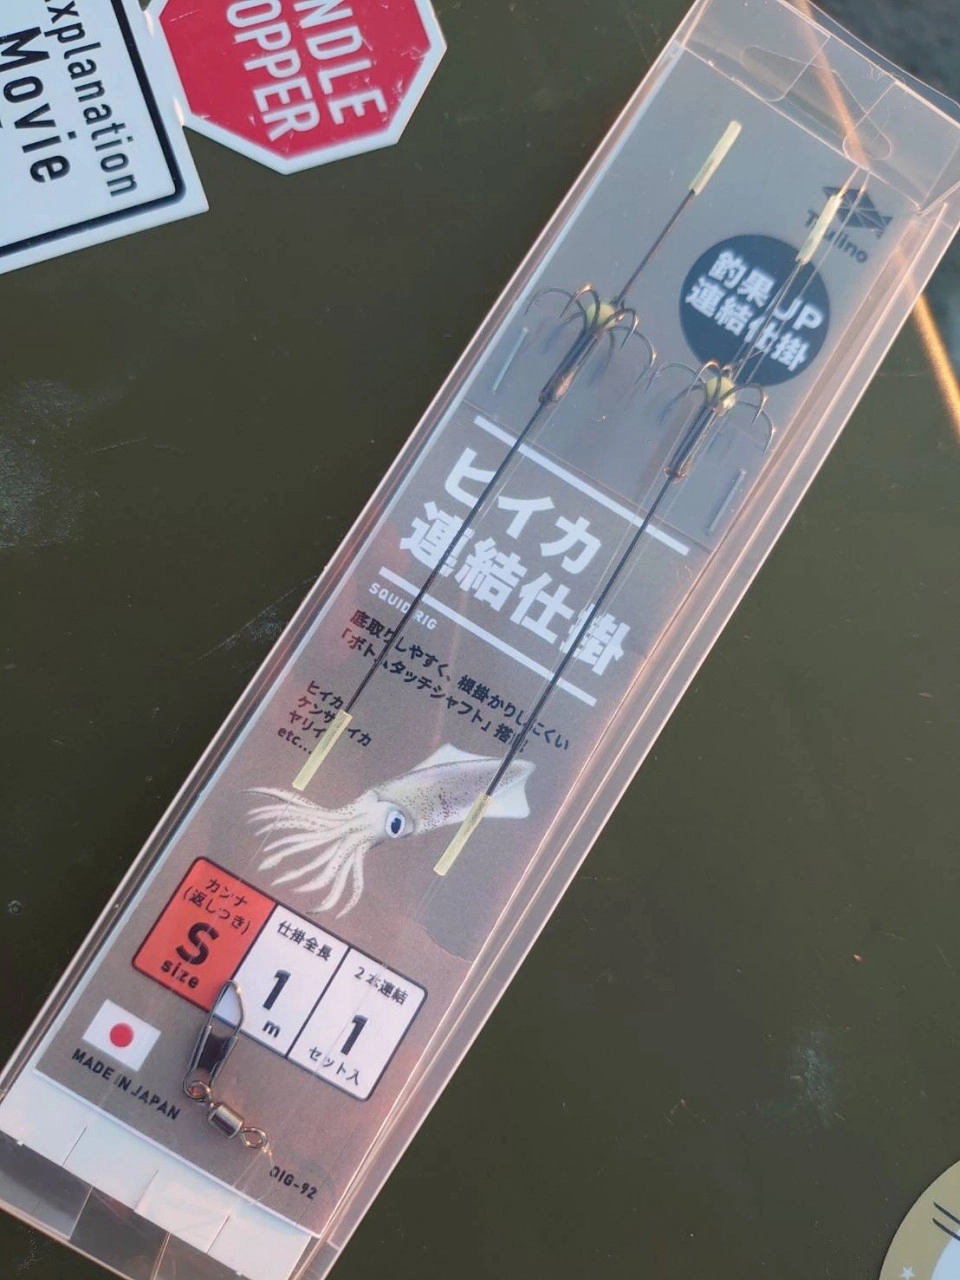 xplanation
Movie
NDLE
OPPER
釣果UP
連結仕掛
ヒイカ
連結仕掛
SQUID RIG
底取りしやすく、根掛かりしにくい
「ボトムタッチシャフト」搭載
ヒイカ
ケンサキイカ
ヤリイカ
etc...
カンナ
(返しつき)
S
size
仕掛全長
1
m
2本連結
1
セット入
MADE IN JAPAN
QIG-92